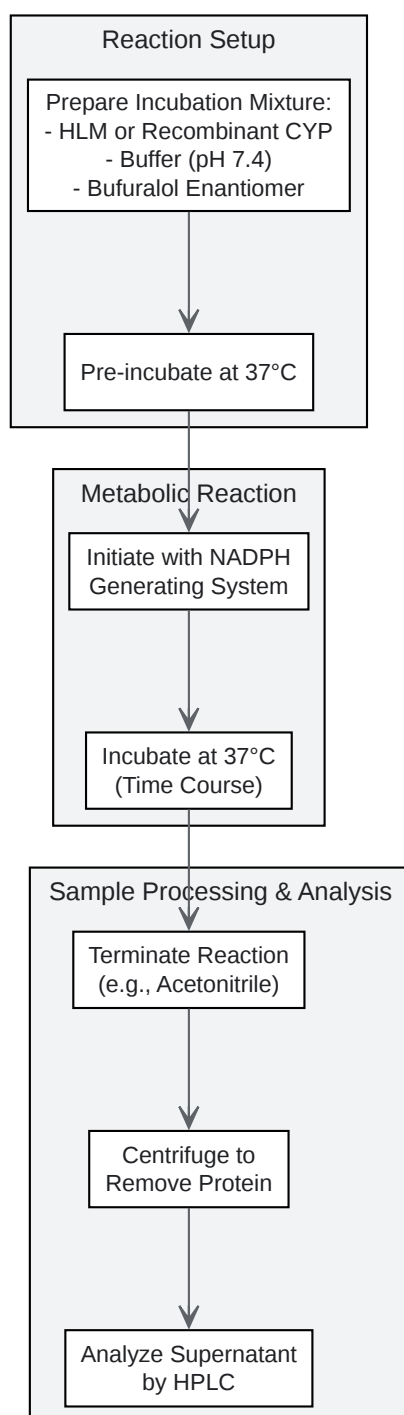 Reaction Setup
Prepare Incubation Mixture:
- HLM or Recombinant CYP
- Buffer (pH 7.4)
- Bufuralol Enantiomer
Pre-incubate at 37°C
Metabolic Reaction
Initiate with NADPH
Generating System
Incubate at 37°C
(Time Course)
Sample Processing & Analysis
Terminate Reaction
(e.g., Acetonitrile)
Centrifuge to
Remove Protein
Analyze Supernatant
by HPLC